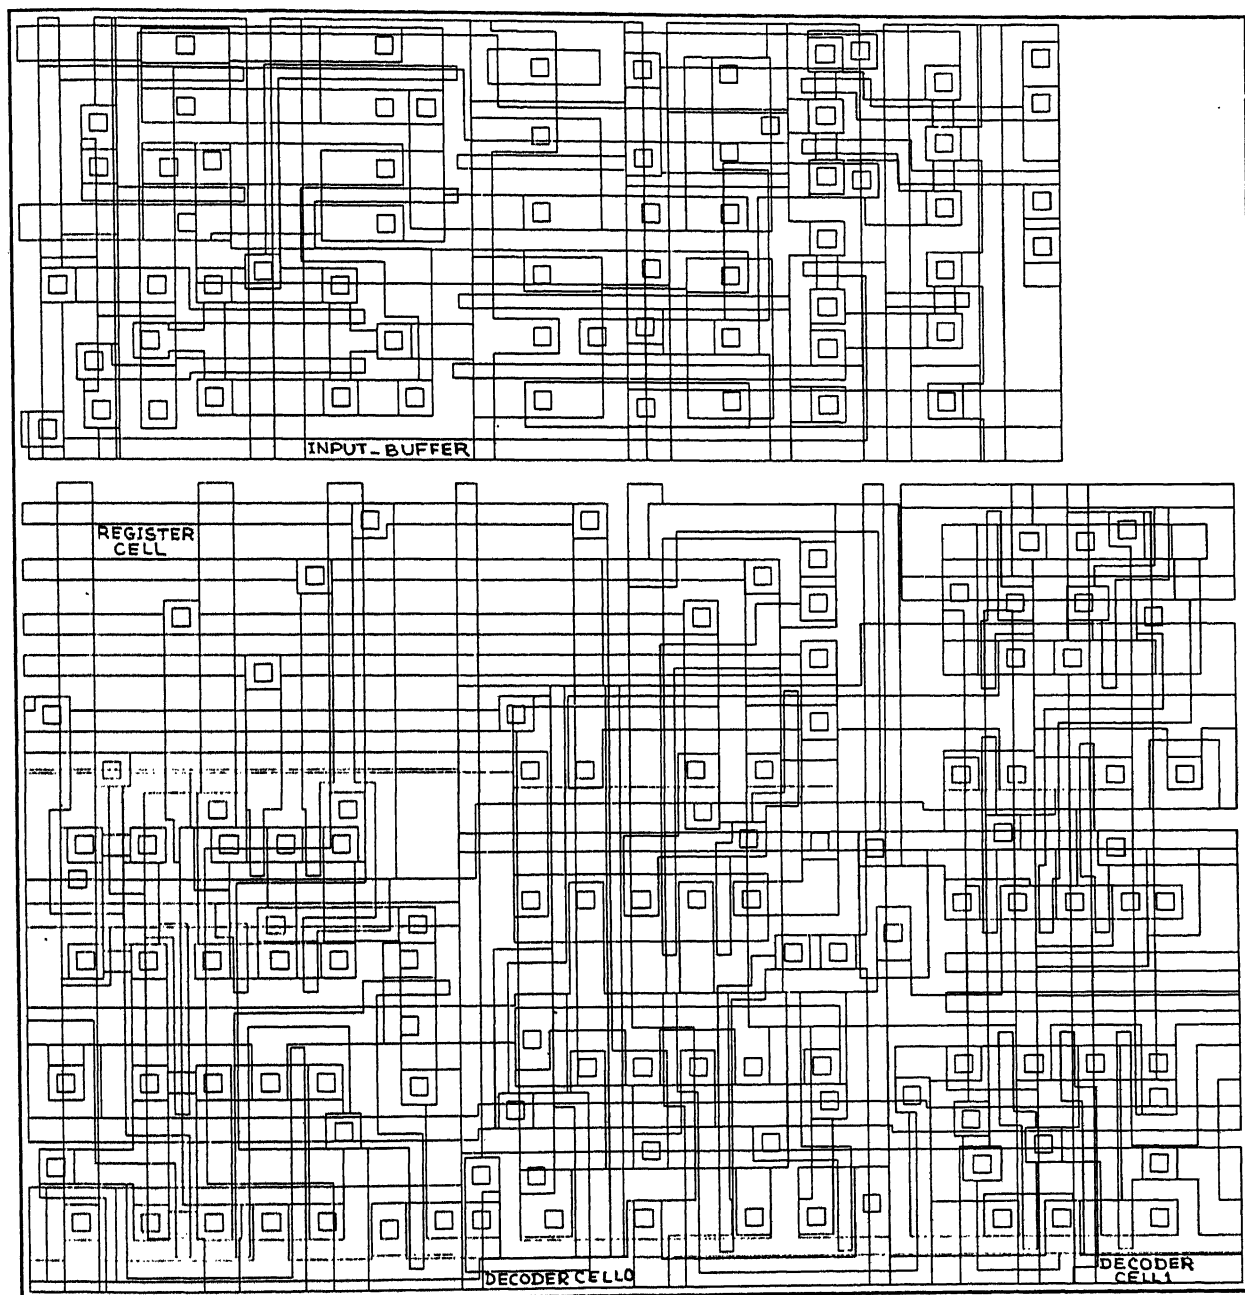 INPUT_BUFFER
REGISTER
CELL
DECODER CELL0
DECODER
CELL1